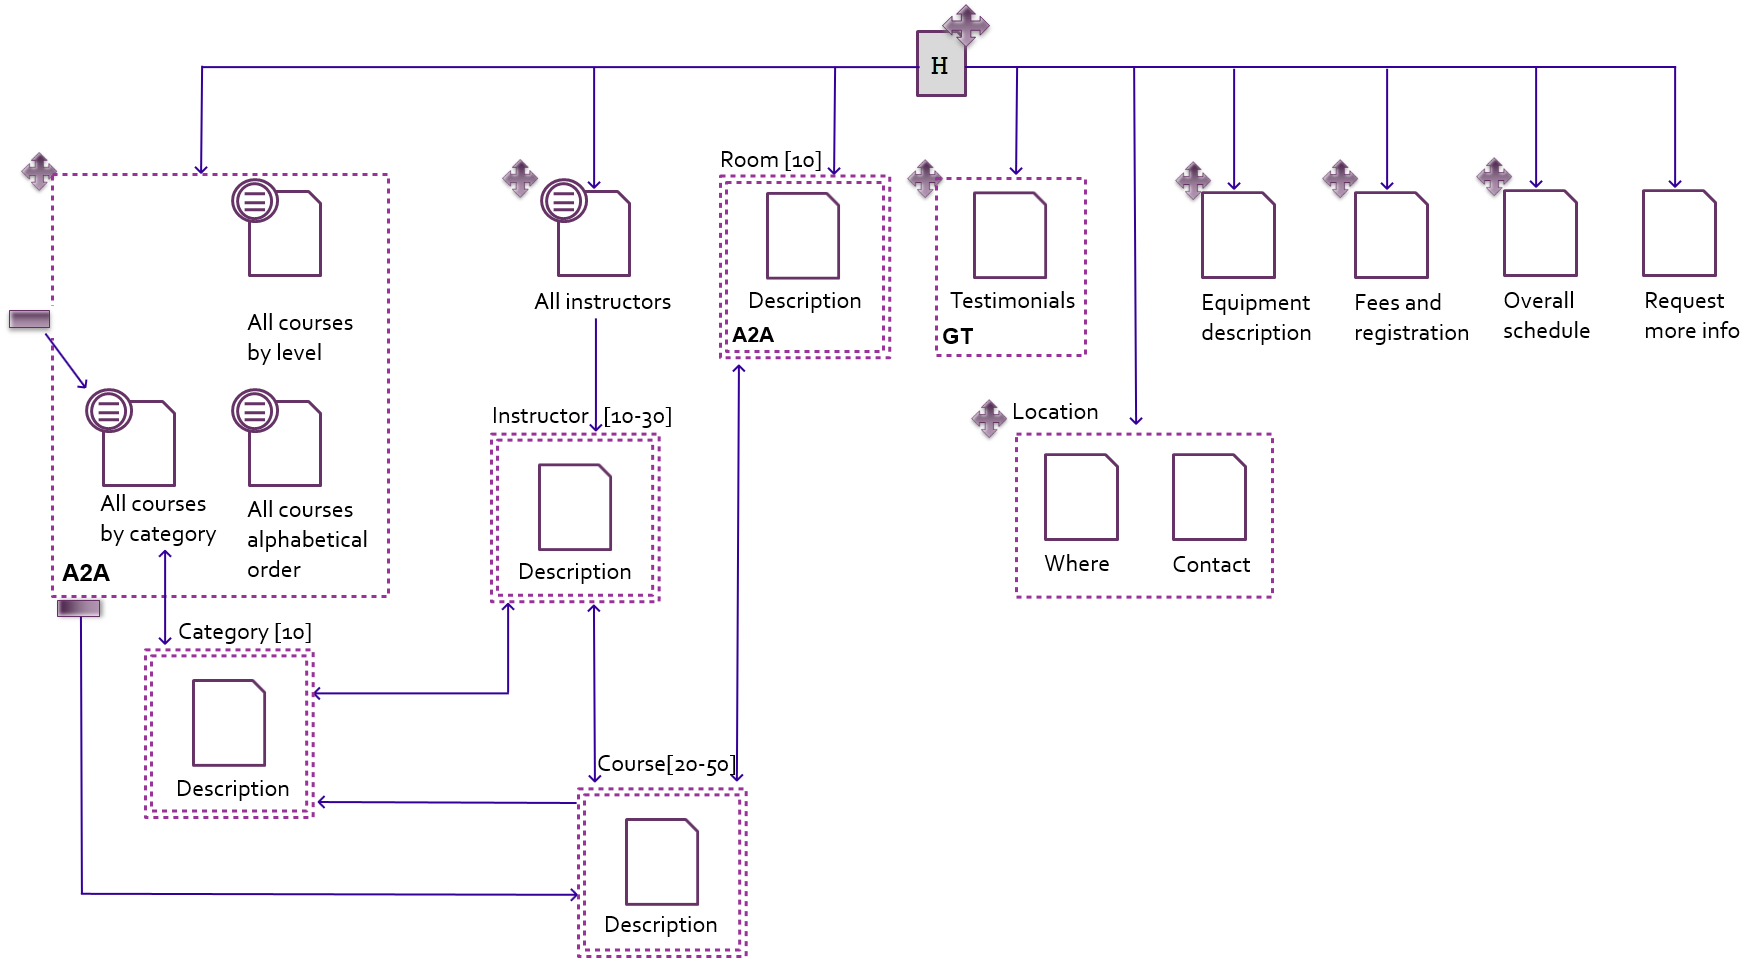 H
Room [10]
All instructors
Description
A2A
Testimonials
GT
Equipment
description
Fees and
registration
Overall
schedule
Request
more info
All courses
by level
Instructor [10-30]
Location
All courses
by category
All courses
alphabetical
order
A2A
Description
Where
Contact
Category [10]
Description
Course[20-50]
Description